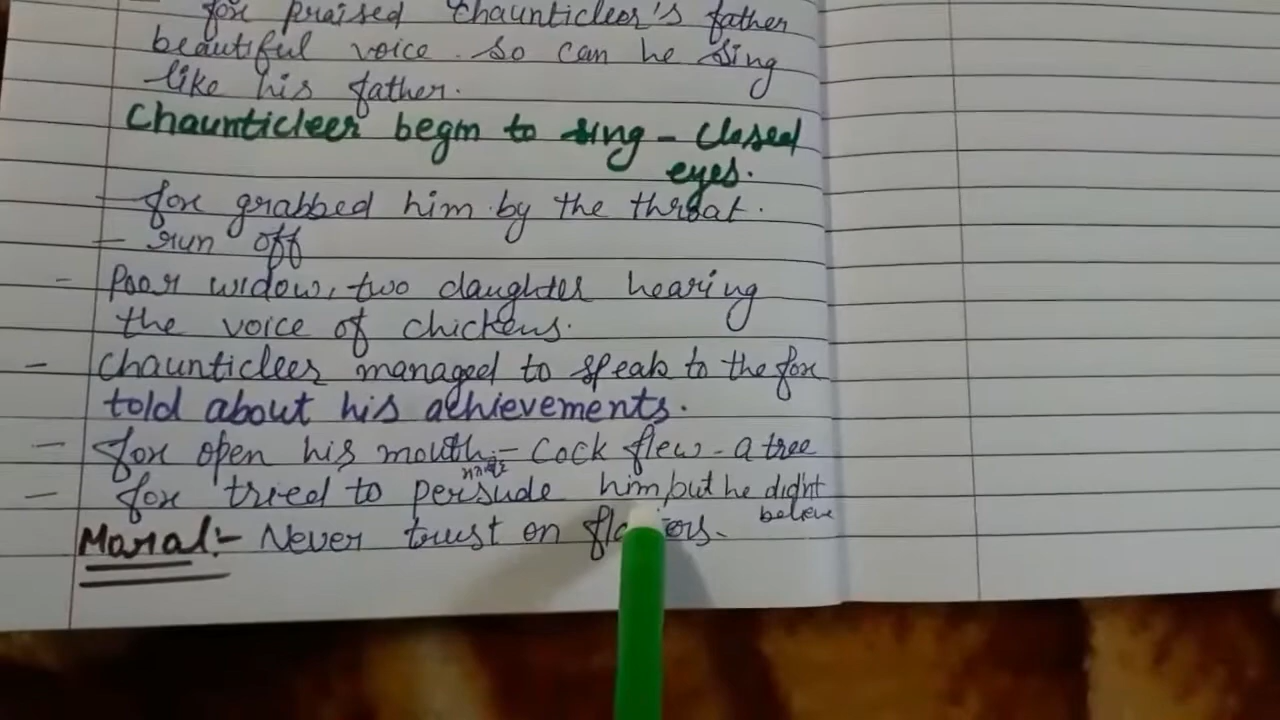 fox praised Chaunticleer's father
beautiful voice. So can he sing
like his father.
Chaunticleer begin to sing - Closed
eyes.
- fox grabbed him by the throat.
- run off
- Poor widow, two daughter hearing
the voice of chickens.
- Chaunticleer managed to speak to the fox
told about his achievements.
- fox open his mouth - Cock flew - a tree
- fox tried to persude him, but he didn't
believe
Moral:- Never trust on